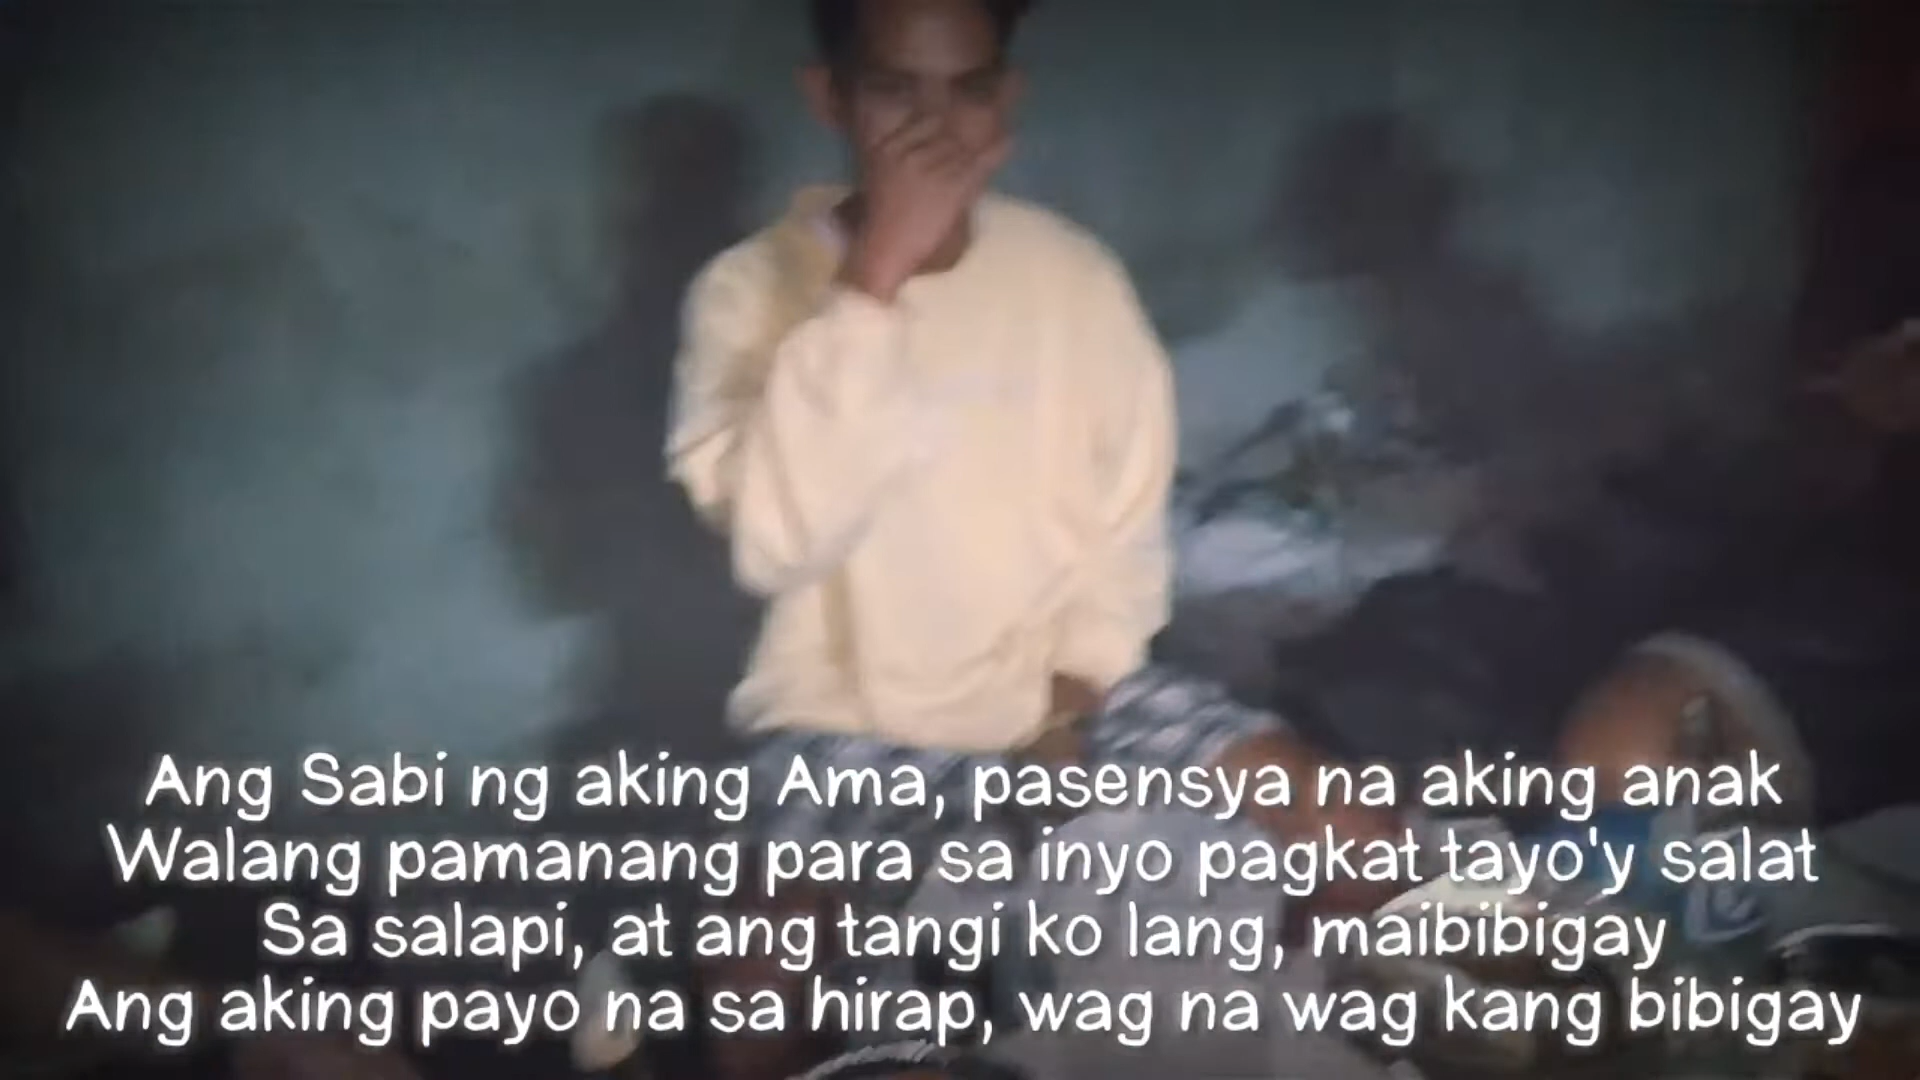 Ang Sabi ng aking Ama, pasensya na aking anak
Walang pamanang para sa inyo pagkat tayo'y salat
Sa salapi, at ang tangi ko lang, maibibigay
Ang aking payo na sa hirap, wag na wag kang bibigay